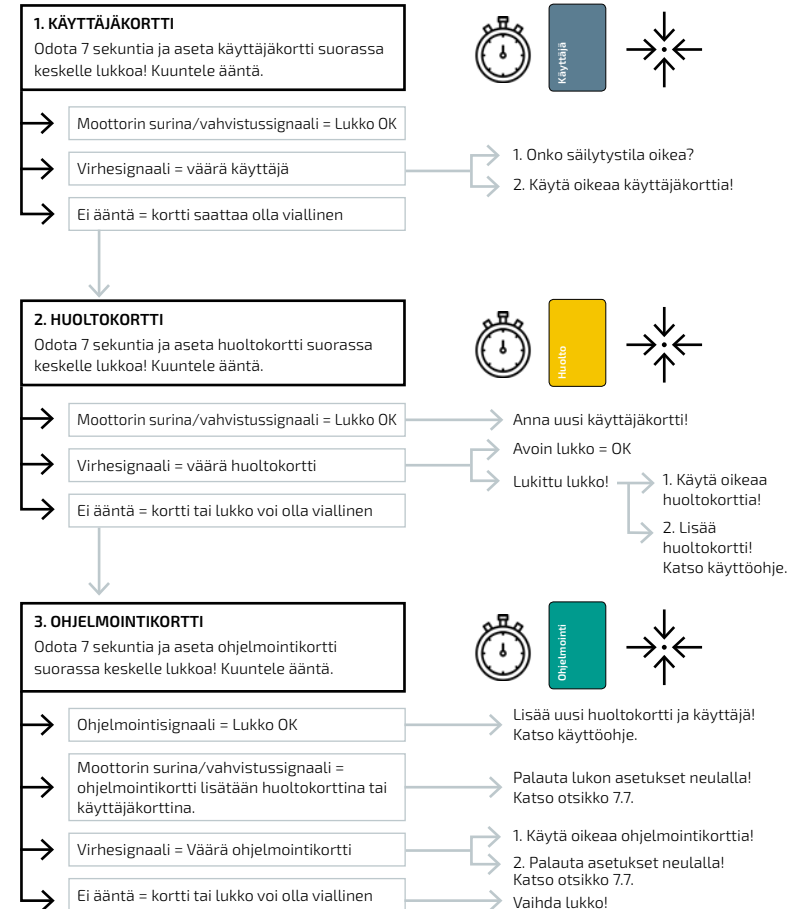 1. KÄYTTÄJÄKORTTI
Odota 7 sekuntia ja aseta käyttäjäkortti suorassa
keskelle lukkoa! Kuuntele ääntä.
Käyttäjä
Moottorin surina/vahvistussignaali = Lukko OK
Virhesignaali = väärä käyttäjä
1. Onko säilytystila oikea?
2. Käytä oikeaa käyttäjäkorttia!
Ei ääntä = kortti saattaa olla viallinen
2. HUOLTOKORTTI
Odota 7 sekuntia ja aseta huoltokortti suorassa
keskelle lukkoa! Kuuntele ääntä.
Huolto
Moottorin surina/vahvistussignaali = Lukko OK
Anna uusi käyttäjäkortti!
Virhesignaali = väärä huoltokortti
Avoin lukko = OK
Lukittu lukko!
1. Käytä oikeaa
huoltokorttia!
2. Lisää
huoltokortti!
Katso käyttöohje.
Ei ääntä = kortti tai lukko voi olla viallinen
3. OHJELMOINTIKORTTI
Odota 7 sekuntia ja aseta ohjelmointikortti
suorassa keskelle lukkoa! Kuuntele ääntä.
Ohjelmointi
Ohjelmointisignaali = Lukko OK
Lisää uusi huoltokortti ja käyttäjä!
Katso käyttöohje.
Moottorin surina/vahvistussignaali =
ohjelmointikortti lisätään huoltokorttina tai
käyttäjäkorttina.
Palauta lukon asetukset neulalla!
Katso otsikko 7.7.
Virhesignaali = Väärä ohjelmointikortti
1. Käytä oikeaa ohjelmointikorttia!
2. Palauta asetukset neulalla!
Katso otsikko 7.7.
Ei ääntä = kortti tai lukko voi olla viallinen
Vaihda lukko!